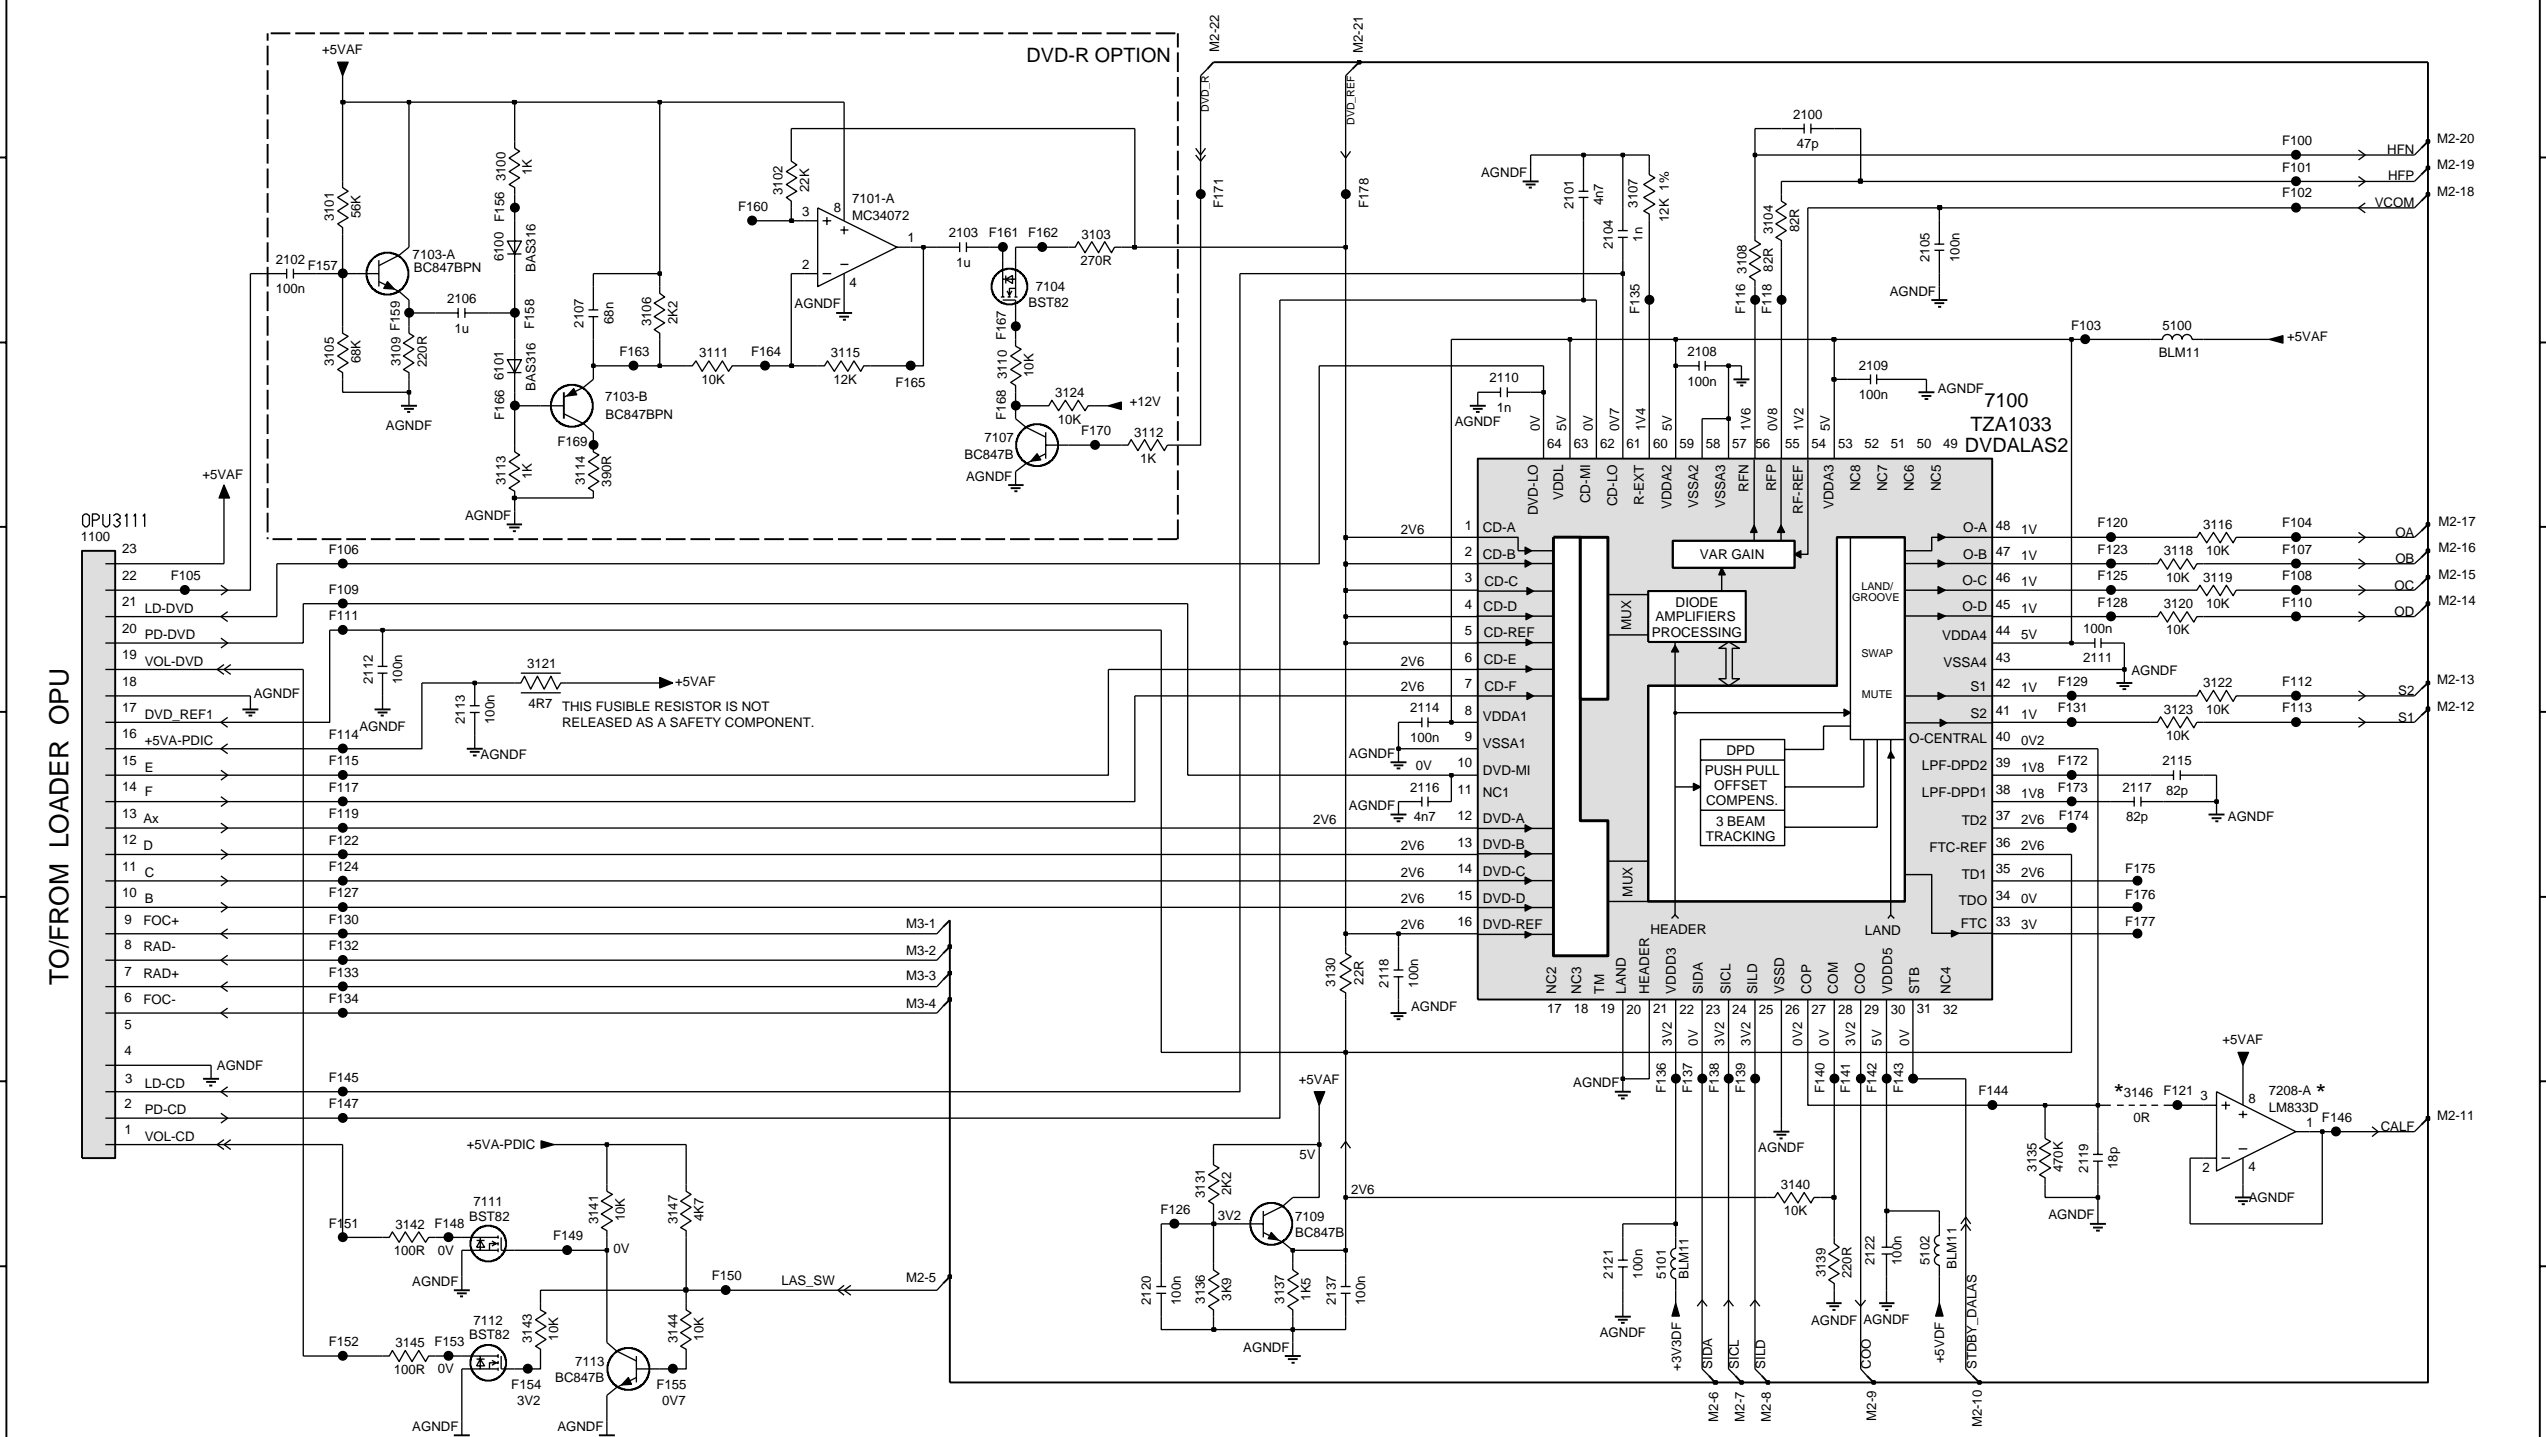 M2-22
M2-21
DVD-R OPTION
+5VAF
DVD_R
DVD_REF
F171
F178
3101
56K
3100
1K
F156
6100
BAS316
3102
22K
F160
7101-A
MC34072
3
8
2
4
1
AGNDF
2103
1u
F161
F162
3103
270R
2102
100n
F157
7103-A
BC847BPN
F159
2106
1u
F158
3105
68K
3109
220R
AGNDF
6101
BAS316
F166
2107
68n
3106
2K2
F163
3111
10K
F164
3115
12K
F165
7104
BST82
F167
3110
10K
F168
3124
10K
+12V
7103-B
BC847BPN
F169
3113
1K
3114
390R
AGNDF
7107
BC847B
AGNDF
F170
3112
1K
2100
47p
F100
HFN
M2-20
F101
HFP
M2-19
F102
VCOM
M2-18
AGNDF
2101
4n7
2104
1n
3107
12K 1%
F135
3108
82R
3104
82R
F116
F118
2105
100n
AGNDF
F103
5100
BLM11
+5VAF
2110
1n
AGNDF
2108
100n
2109
100n
AGNDF
7100
TZA1033
DVDALAS2
0V
5V
0V
0V7
1V4
5V
1V6
0V8
1V2
5V
64
63
62
61
60
59
58
57
56
55
54
53
52
51
50
49
DVD-LO
VDDL
CD-MI
CD-LO
R-EXT
VDDA2
VSSA2
VSSA3
RFN
RFP
RF-REF
VDDA3
NC8
NC7
NC6
NC5
+5VAF
OPU3111
1100
TO/FROM LOADER OPU
23
22
F105
21
LD-DVD
F106
20
PD-DVD
F109
19
VOL-DVD
F111
18
AGNDF
17
DVD_REF1
16
+5VA-PDIC
F114
15
E
F115
14
F
F117
13
Ax
F119
12
D
F122
11
C
F124
10
B
F127
9
FOC+
F130
M3-1
8
RAD-
F132
M3-2
7
RAD+
F133
M3-3
6
FOC-
F134
M3-4
5
4
AGNDF
3
LD-CD
F145
2
PD-CD
F147
1
VOL-CD
2112
100n
AGNDF
2113
100n
AGNDF
3121
4R7
+5VAF
THIS FUSIBLE RESISTOR IS NOT
RELEASED AS A SAFETY COMPONENT.
2V6
1
CD-A
2
CD-B
3
CD-C
4
CD-D
5
CD-REF
2V6
6
CD-E
2V6
7
CD-F
8
VDDA1
2114
100n
AGNDF
9
VSSA1
0V
10
DVD-MI
11
NC1
2116
4n7
AGNDF
2V6
12
DVD-A
2V6
13
DVD-B
2V6
14
DVD-C
2V6
15
DVD-D
2V6
16
DVD-REF
VAR GAIN
DIODE
AMPLIFIERS
PROCESSING
MUX
MUX
LAND/
GROOVE
SWAP
MUTE
DPD
PUSH PULL
OFFSET
COMPENS.
3 BEAM
TRACKING
HEADER
LAND
O-A
48
1V
F120
3116
10K
F104
OA
M2-17
O-B
47
1V
F123
3118
10K
F107
OB
M2-16
O-C
46
1V
F125
3119
10K
F108
OC
M2-15
O-D
45
1V
F128
3120
10K
F110
OD
M2-14
VDDA4
44
5V
100n
2111
VSSA4
43
AGNDF
S1
42
1V
F129
3122
10K
F112
S2
M2-13
S2
41
1V
F131
3123
10K
F113
S1
M2-12
O-CENTRAL
40
0V2
LPF-DPD2
39
1V8
F172
2115
82p
LPF-DPD1
38
1V8
F173
2117
82p
AGNDF
TD2
37
2V6
F174
FTC-REF
36
2V6
TD1
35
2V6
F175
TDO
34
0V
F176
FTC
33
3V
F177
3130
22R
2118
100n
AGNDF
NC2
NC3
TM
LAND
HEADER
VDDD3
SIDA
SICL
SILD
VSSD
COP
COM
COO
VDDD5
STB
NC4
17
18
19
20
21
22
23
24
25
26
27
28
29
30
31
32
3V2
0V
3V2
3V2
0V2
0V
3V2
5V
0V
AGNDF
F136
F137
F138
F139
F140
F141
F142
F143
AGNDF
F144
*3146
0R
F121
+5VAF
7208-A *
LM833D
3
8
2
4
1
AGNDF
F146
CALF
M2-11
3135
470K
2119
18p
AGNDF
+5VAF
5V
3131
2K2
F126
3V2
7109
BC847B
2V6
3140
10K
2120
100n
3136
3K9
3137
1K5
2137
100n
AGNDF
2121
100n
5101
BLM11
AGNDF
+3V3DF
SIDA
SICL
SILD
M2-6
M2-7
M2-8
3139
220R
AGNDF
2122
100n
AGNDF
5102
BLM11
+5VDF
COO
M2-9
STDBY_DALAS
M2-10
+5VA-PDIC
3141
10K
3147
4K7
F151
3142
100R
F148
0V
7111
BST82
F149
0V
AGNDF
F150
LAS_SW
M2-5
F152
3145
100R
F153
0V
7112
BST82
3143
10K
3144
10K
F154
3V2
7113
BC847B
F155
0V7
AGNDF
AGNDF